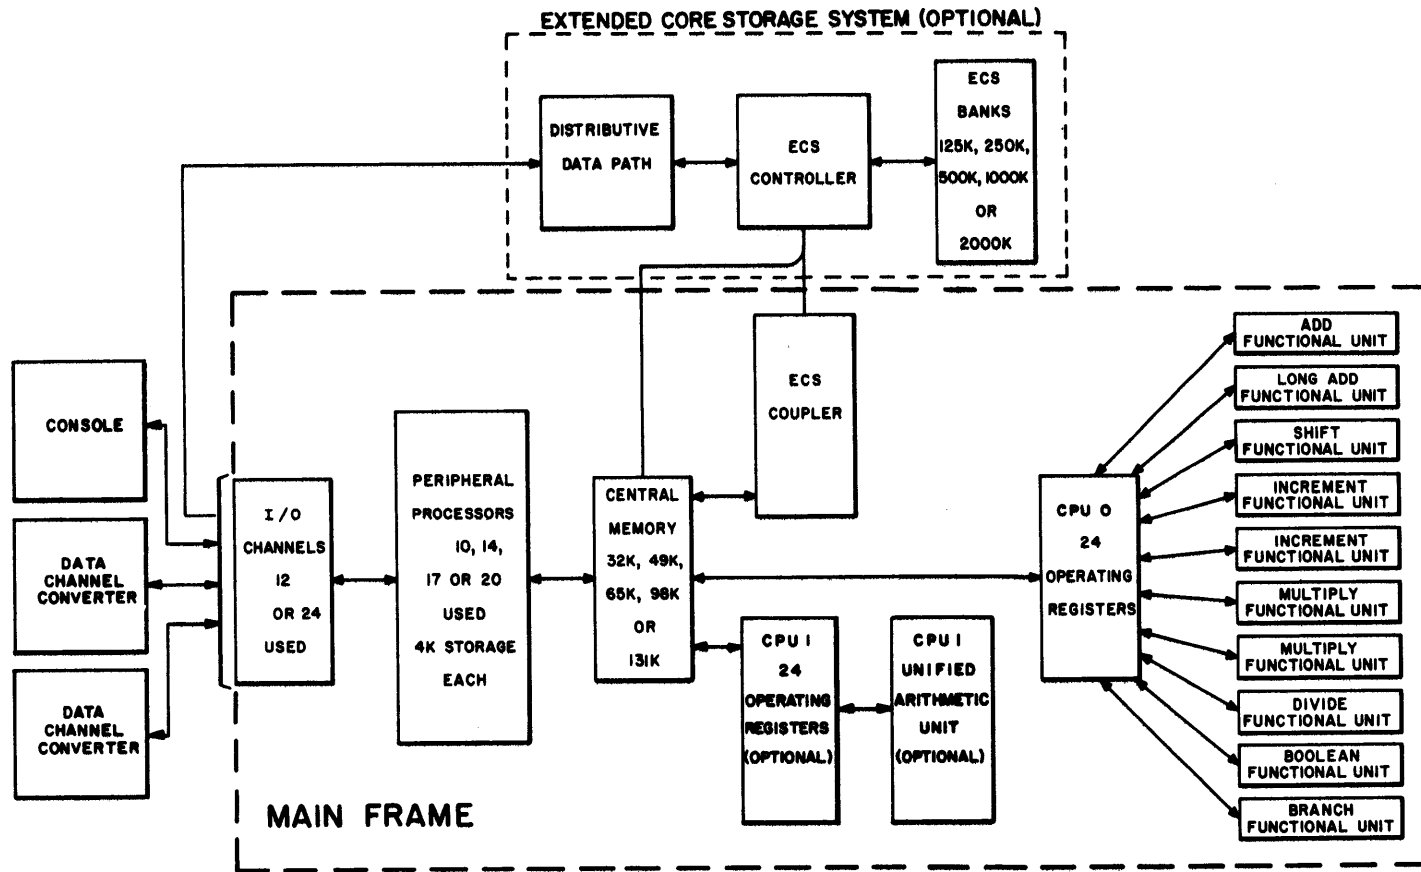 EXTENDED CORE STORAGE SYSTEM (OPTIONAL)
DISTRIBUTIVE
DATA PATH
ECS
CONTROLLER
ECS
BANKS
125K, 250K,
500K, 1000K
OR
2000K
ECS
COUPLER
CONSOLE
DATA
CHANNEL
CONVERTER
DATA
CHANNEL
CONVERTER
I/O
CHANNELS
12
OR 24
USED
PERIPHERAL
PROCESSORS
10, 14,
17 OR 20
USED
4K STORAGE
EACH
CENTRAL
MEMORY
32K, 49K,
65K, 98K
OR
131K
CPU 1
24
OPERATING
REGISTERS
(OPTIONAL)
CPU 1
UNIFIED
ARITHMETIC
UNIT
(OPTIONAL)
CPU 0
24
OPERATING
REGISTERS
ADD
FUNCTIONAL UNIT
LONG ADD
FUNCTIONAL UNIT
SHIFT
FUNCTIONAL UNIT
INCREMENT
FUNCTIONAL UNIT
INCREMENT
FUNCTIONAL UNIT
MULTIPLY
FUNCTIONAL UNIT
MULTIPLY
FUNCTIONAL UNIT
DIVIDE
FUNCTIONAL UNIT
BOOLEAN
FUNCTIONAL UNIT
BRANCH
FUNCTIONAL UNIT
MAIN FRAME